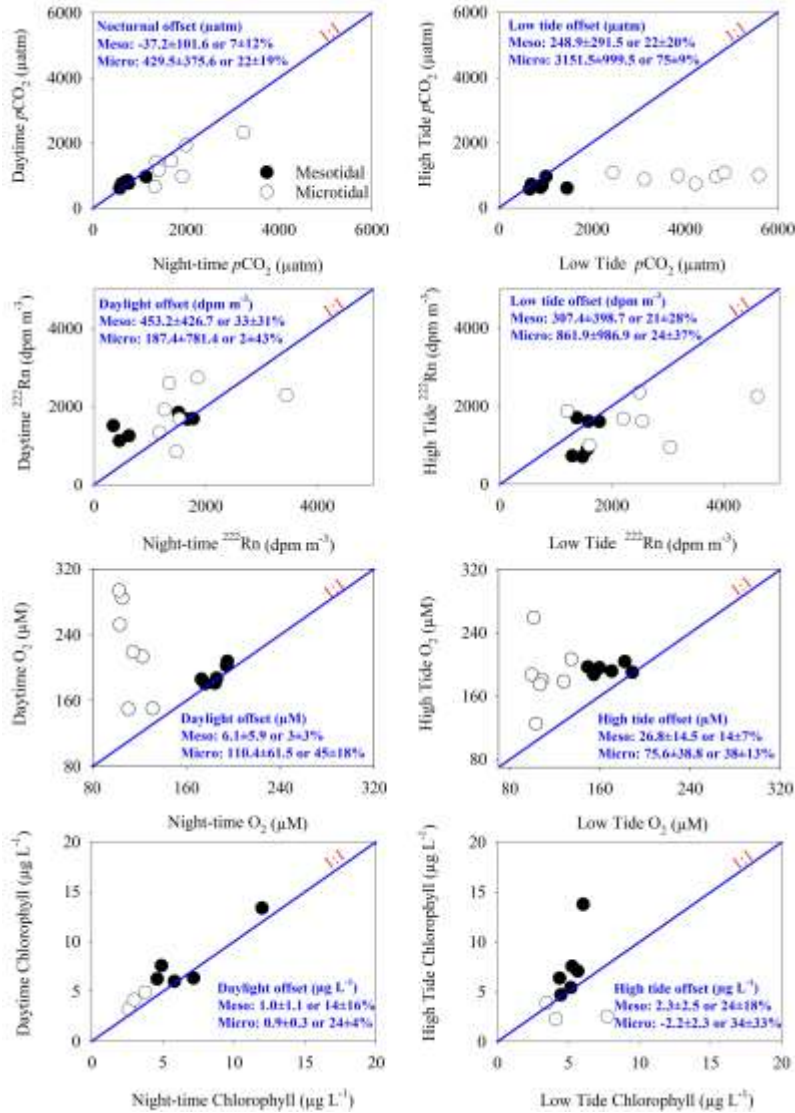 Nocturnal offset (µatm)
Meso: -37.2±101.6 or 7±12%
Micro: 429.5±375.6 or 22±19%
1:1
Mesotidal
Microtidal
6000
4000
2000
0
0 2000 4000 6000
Daytime pCO2 (µatm)
Night-time pCO2 (µatm)
Low tide offset (µatm)
Meso: 248.9±291.5 or 22±20%
Micro: 3151.5±999.5 or 75±9%
1:1
6000
4000
2000
0
0 2000 4000 6000
High Tide pCO2 (µatm)
Low Tide pCO2 (µatm)
Daylight offset (dpm m-3)
Meso: 453.2±426.7 or 33±31%
Micro: 187.4±781.4 or 2±43%
1:1
4000
2000
0
0 2000 4000
Daytime 222Rn (dpm m-3)
Night-time 222Rn (dpm m-3)
Low tide offset (dpm m-3)
Meso: 307.4±398.7 or 21±28%
Micro: 861.9±986.9 or 24±37%
1:1
4000
2000
0
0 2000 4000
High Tide 222Rn (dpm m-3)
Low Tide 222Rn (dpm m-3)
320
240
160
80
80 160 240 320
1:1
Daylight offset (µM)
Meso: 6.1±5.9 or 3±3%
Micro: 110.4±61.5 or 45±18%
Daytime O2 (µM)
Night-time O2 (µM)
320
240
160
80
80 160 240 320
1:1
High tide offset (µM)
Meso: 26.8±14.5 or 14±7%
Micro: 75.6±38.8 or 38±13%
High Tide O2 (µM)
Low Tide O2 (µM)
20
15
10
5
0
0 5 10 15 20
1:1
Daylight offset (µg L-1)
Meso: 1.0±1.1 or 14±16%
Micro: 0.9±0.3 or 24±4%
Daytime Chlorophyll (µg L-1)
Night-time Chlorophyll (µg L-1)
20
15
10
5
0
0 5 10 15 20
1:1
High tide offset (µg L-1)
Meso: 2.3±2.5 or 24±18%
Micro: -2.2±2.3 or 34±33%
High Tide Chlorophyll (µg L-1)
Low Tide Chlorophyll (µg L-1)